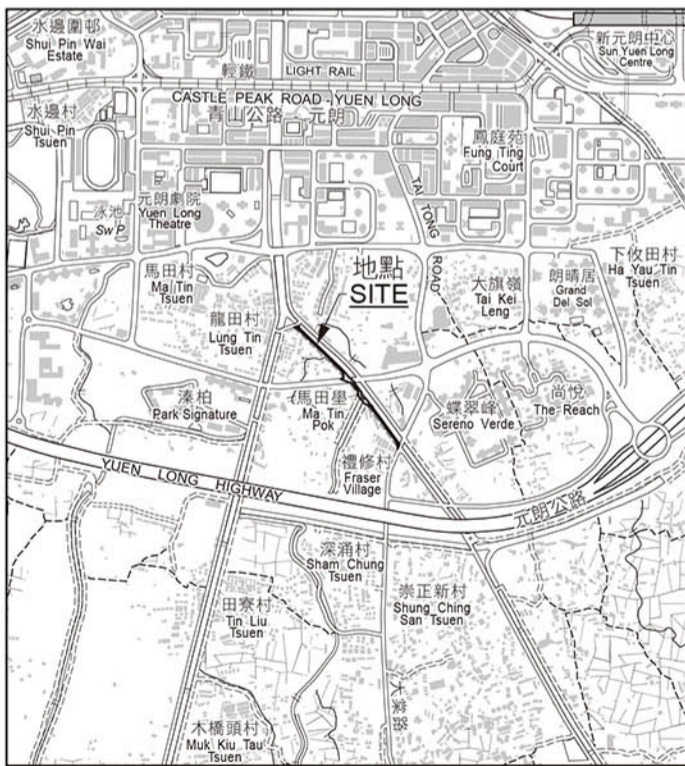 水邊圍邨
Shui Pin Wai
Estate
輕鐵
LIGHT RAIL
新元朗中心
Sun Yuen Long
Centre
CASTLE PEAK ROAD - YUEN LONG
青山公路 元朗
水邊村
Shui Pin
Tsuen
鳳庭苑
Fung Ting
Court
泳池
Sw P
元朗劇院
Yuen Long
Theatre
TAI TONG
ROAD
馬田村
Ma Tin
Tsuen
地點
SITE
大旗嶺
Tai Kei
Leng
朗晴居
Grand
Del Sol
下攸田村
Ha Yau Tin
Tsuen
龍田村
Lung Tin
Tsuen
溱柏
Park Signature
馬田壆
Ma Tin
Pok
蝶翠峰
Sereno Verde
尚悅
The Reach
禮修村
Fraser
Village
YUEN LONG HIGHWAY
元朗公路
深涌村
Sham Chung
Tsuen
田寮村
Tin Liu
Tsuen
崇正新村
Shung Ching
San Tsuen
大棠路
木橋頭村
Muk Kiu Tau
Tsuen